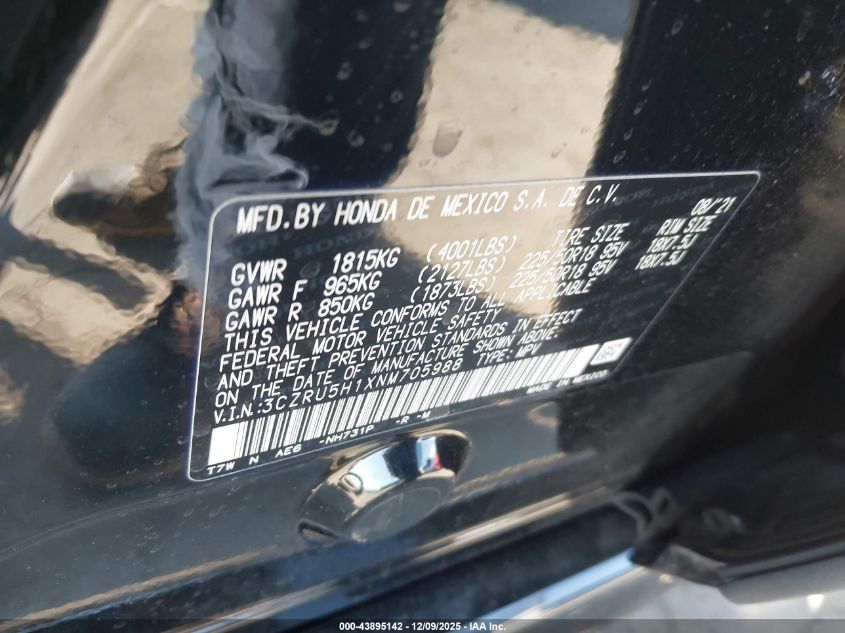 MFD.BY HONDA DE MEXICO S.A. DE C.V. 08/21
TIRE SIZE RIM SIZE
GVWR 1815KG (4001LBS)
GAWR F 965KG (2127LBS) 225/50R18 95V 18X7.5J
GAWR R 850KG (1873LBS) 225/50R18 95V 18X7.5J
THIS VEHICLE CONFORMS TO ALL APPLICABLE
FEDERAL MOTOR VEHICLE SAFETY
AND THEFT PREVENTION STANDARDS IN EFFECT
ON THE DATE OF MANUFACTURE SHOWN ABOVE.
V.I.N.:3CZRU5H1XNM705988 TYPE: MPV
T7W N AE6 -NH731P -R -M MADE IN MEXICO
000-43895142 - 12/09/2025 - IAA Inc.